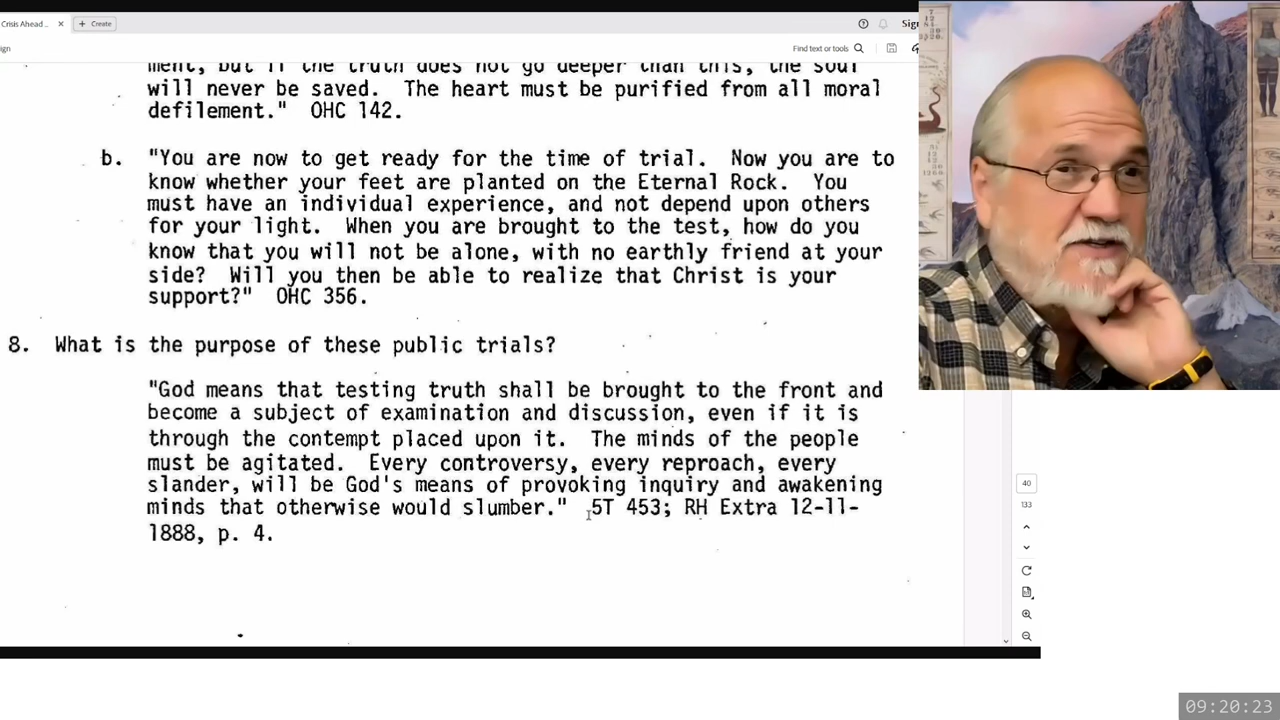 Crisis Ahead ... × + Create
Sign
ign
Find text or tools
ment, but if the truth does not go deeper than this, the soul
will never be saved. The heart must be purified from all moral
defilement." OHC 142.
b. "You are now to get ready for the time of trial. Now you are to
know whether your feet are planted on the Eternal Rock. You
must have an individual experience, and not depend upon others
for your light. When you are brought to the test, how do you
know that you will not be alone, with no earthly friend at your
side? Will you then be able to realize that Christ is your
support?" OHC 356.
8. What is the purpose of these public trials?
"God means that testing truth shall be brought to the front and
become a subject of examination and discussion, even if it is
through the contempt placed upon it. The minds of the people
must be agitated. Every controversy, every reproach, every
slander, will be God's means of provoking inquiry and awakening
minds that otherwise would slumber." 5T 453; RH Extra 12-11-
1888, p. 4.
40
133
7
12
30
2520.
12
30
1260
09:20:23